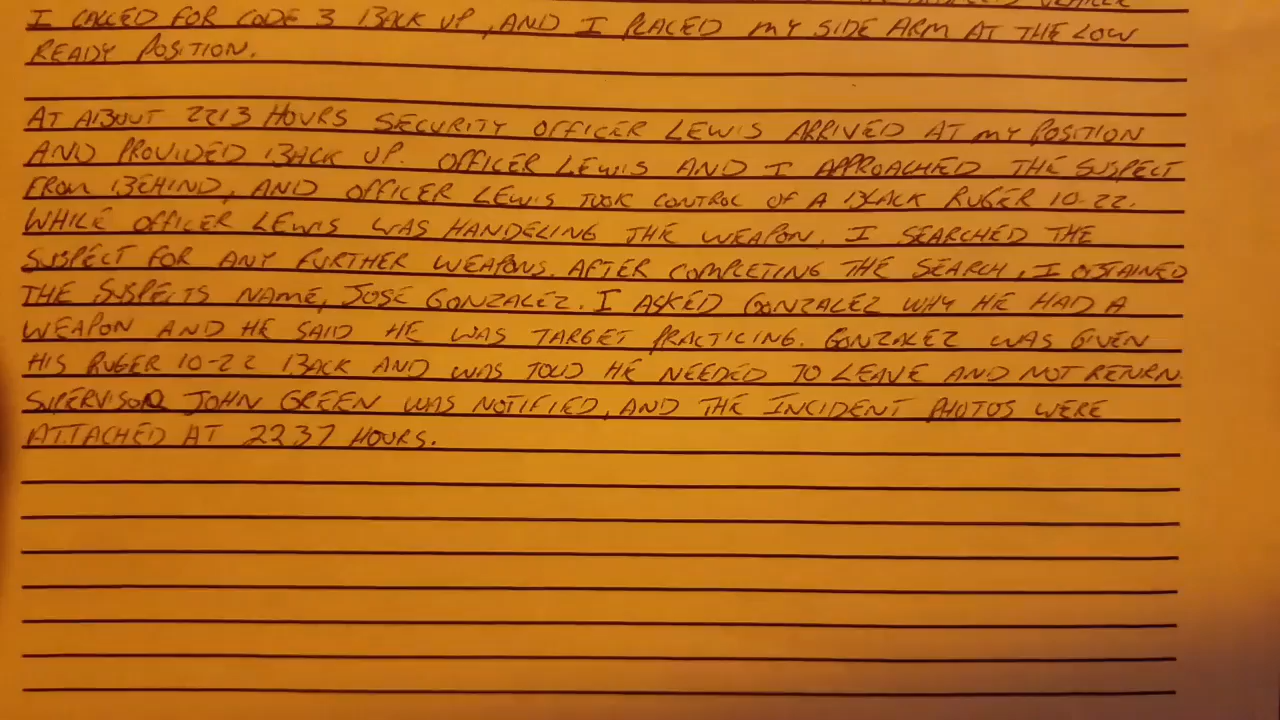 I CALLED FOR CODE 3 BACK UP, AND I PLACED MY SIDE ARM AT THE LOW
READY POSITION.
AT ABOUT 2213 HOURS SECURITY OFFICER LEWIS ARRIVED AT MY POSITION
AND PROVIDED BACK UP. OFFICER LEWIS AND I APPROACHED THE SUSPECT
FROM BEHIND, AND OFFICER LEWIS TOOK CONTROL OF A BLACK RUGER 10-22.
WHILE OFFICER LEWIS WAS HANDELING THE WEAPON, I SEARCHED THE
SUSPECT FOR ANY FURTHER WEAPONS. AFTER COMPLETING THE SEARCH, I OBTAINED
THE SUSPECTS NAME, JOSE GONZALEZ. I ASKED GONZALEZ WHY HE HAD A
WEAPON AND HE SAID HE WAS TARGET PRACTICING. GONZALEZ WAS GIVEN
HIS RUGER 10-22 BACK AND WAS TOLD HE NEEDED TO LEAVE AND NOT RETURN.
SUPERVISOR JOHN GREEN WAS NOTIFIED, AND THE INCIDENT PHOTOS WERE
ATTACHED AT 2237 HOURS.